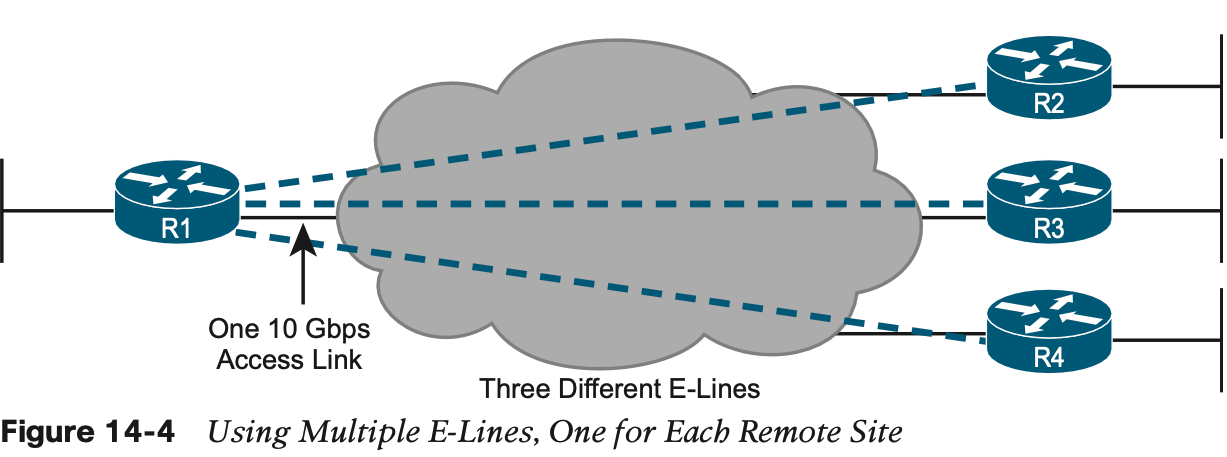 R2
R1
R3
One 10 Gbps
Access Link
R4
Three Different E-Lines
Figure 14-4 Using Multiple E-Lines, One for Each Remote Site